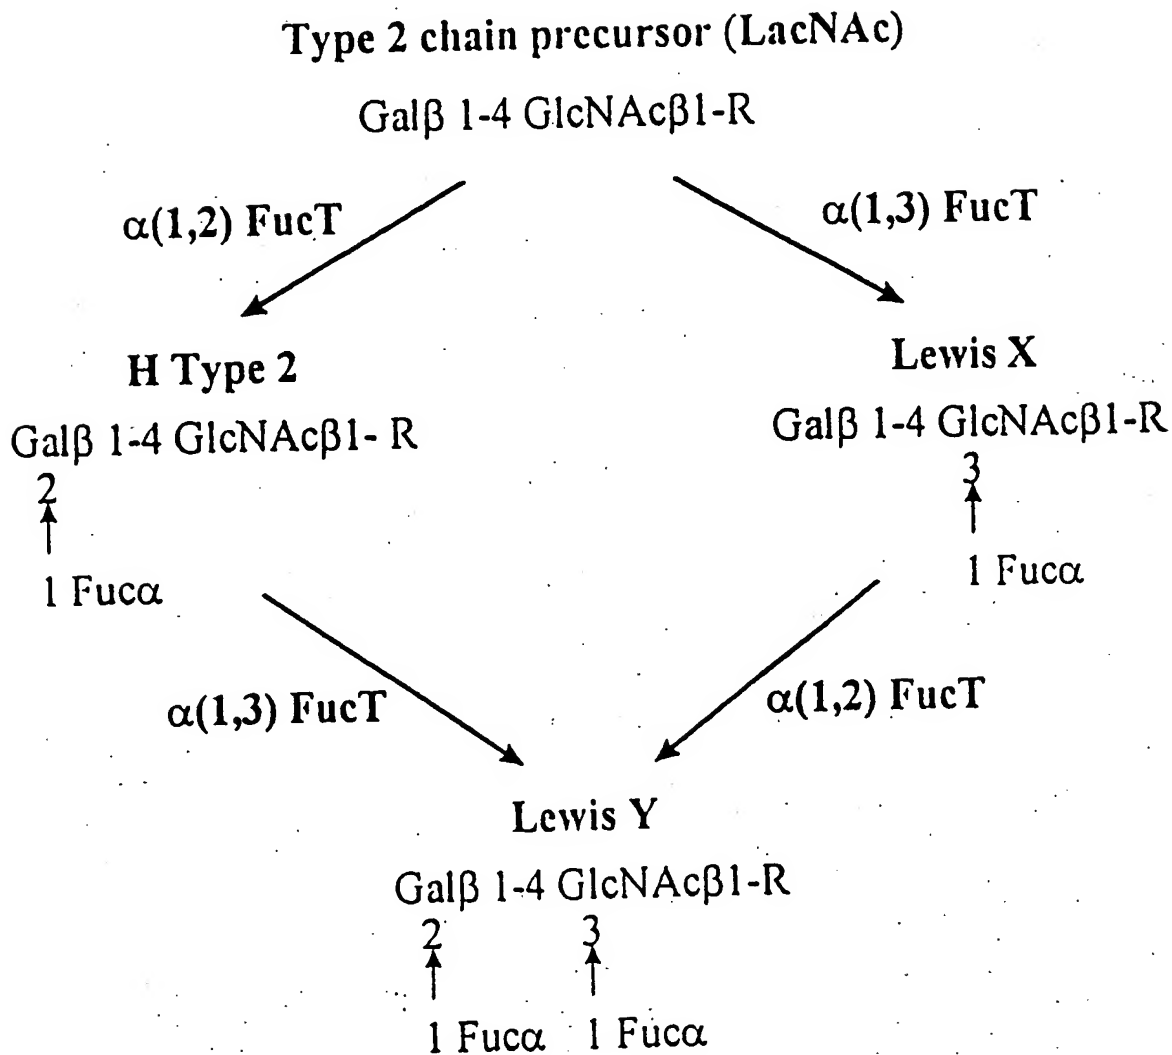 Type 2 chain precursor (LacNAc)
Galβ 1-4 GlcNAcβ1-R
α(1,2) FucT
α(1,3) FucT
H Type 2
Galβ 1-4 GlcNAcβ1- R
2
1 Fucα
Lewis X
Galβ 1-4 GlcNAcβ1-R
3
1 Fucα
α(1,3) FucT
α(1,2) FucT
Lewis Y
Galβ 1-4 GlcNAcβ1-R
2 3
1 Fucα 1 Fucα